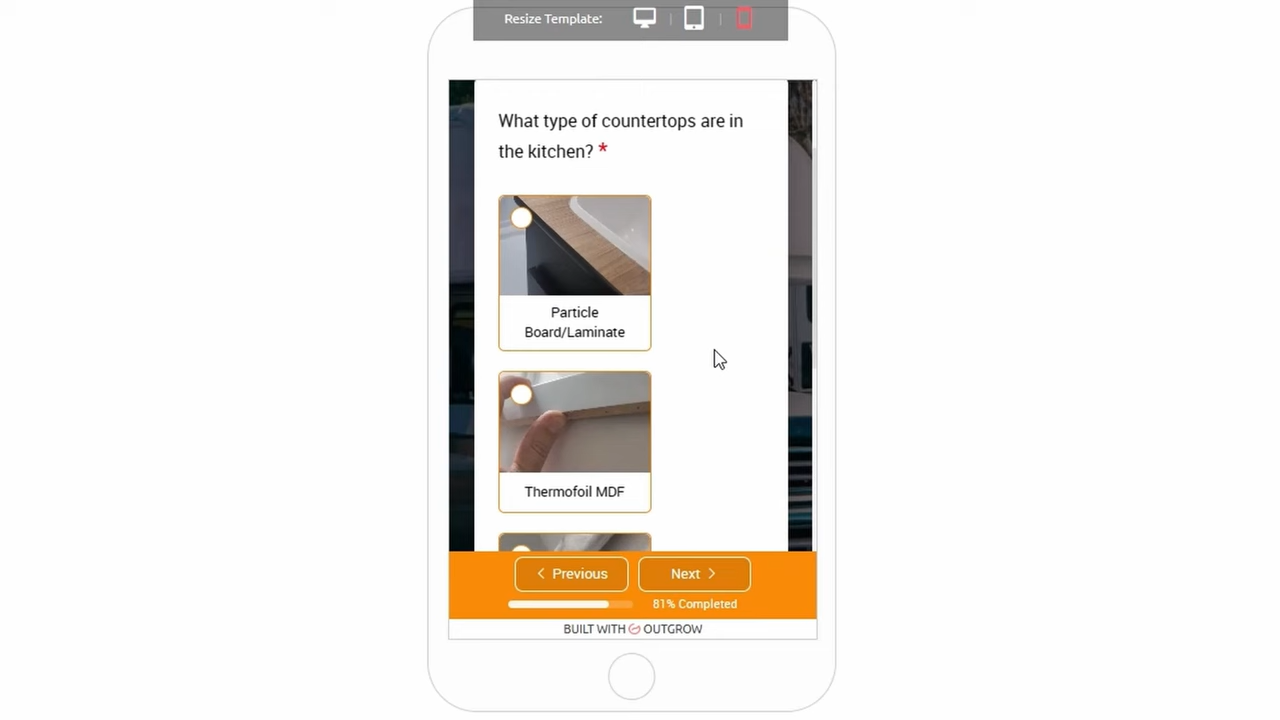 Resize Template:
What type of countertops are in
the kitchen? *
Particle
Board/Laminate
Thermofoil MDF
< Previous
Next >
81% Completed
BUILT WITH OUTGROW